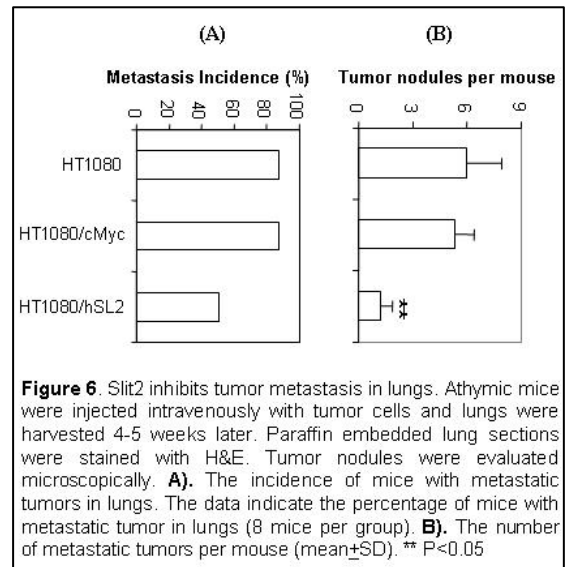 (A)
(B)
Metastasis Incidence (%)
Tumor nodules per mouse
0 20 40 60 80 100
0 3 6 9
HT1080
HT1080/cMyc
HT1080/hSL2
**
Figure 6. Slit2 inhibits tumor metastasis in lungs. Athymic mice
were injected intravenously with tumor cells and lungs were
harvested 4-5 weeks later. Paraffin embedded lung sections
were stained with H&E. Tumor nodules were evaluated
microscopically. A). The incidence of mice with metastatic
tumors in lungs. The data indicate the percentage of mice with
metastatic tumor in lungs (8 mice per group). B). The number
of metastatic tumors per mouse (mean±SD). ** P<0.05